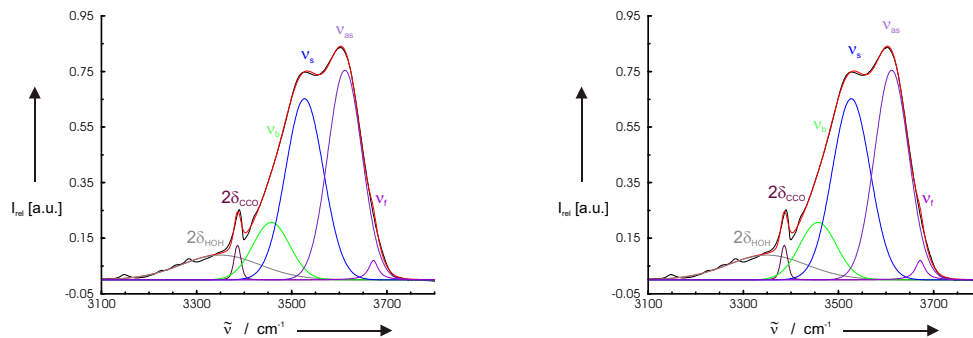 0.95
0.75
0.55
0.35
0.15
-0.05
I_rel [a.u.]
ν_as
ν_s
ν_b
2δ_CCO
2δ_HOH
ν_f
3100 3300 3500 3700
ν̃ / cm⁻¹
0.95
0.75
0.55
0.35
0.15
-0.05
I_rel [a.u.]
ν_as
ν_s
ν_b
2δ_CCO
2δ_HOH
ν_f
3100 3300 3500 3700
ν̃ / cm⁻¹